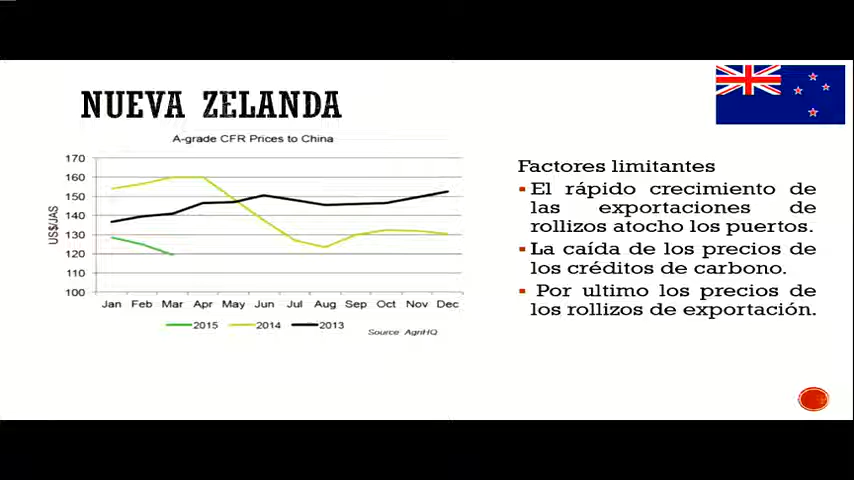 NUEVA ZELANDA
A-grade CFR Prices to China
170
160
150
140
130
120
110
100
US$/JAS
Jan Feb Mar Apr May Jun Jul Aug Sep Oct Nov Dec
2015 2014 2013
Source AgriHQ
Factores limitantes
El rápido crecimiento de
las exportaciones de
rollizos atocho los puertos.
La caída de los precios de
los créditos de carbono.
Por ultimo los precios de
los rollizos de exportación.